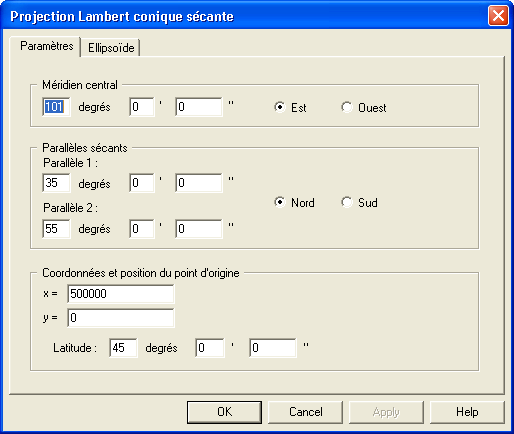 Projection Lambert conique sécante
Paramètres Ellipsoïde
Méridien central
101 degrés 0 ' 0 " Est Ouest
Parallèles sécants
Parallèle 1 :
35 degrés 0 ' 0 "
Nord Sud
Parallèle 2 :
55 degrés 0 ' 0 "
Coordonnées et position du point d'origine
x = 500000
y = 0
Latitude : 45 degrés 0 ' 0 "
OK Cancel Apply Help